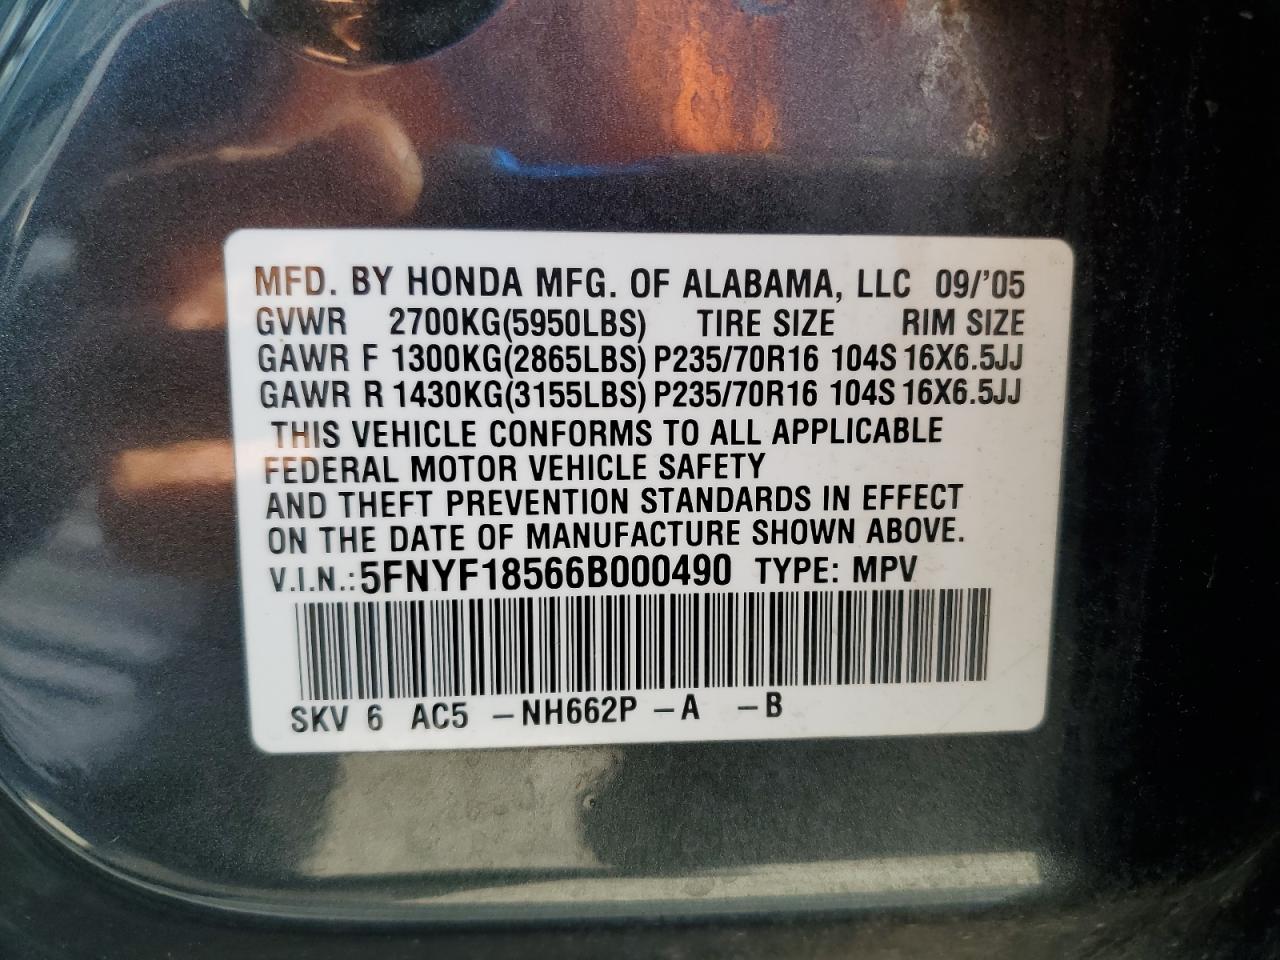 MFD. BY HONDA MFG. OF ALABAMA, LLC 09/'05
GVWR 2700KG(5950LBS) TIRE SIZE RIM SIZE
GAWR F 1300KG(2865LBS) P235/70R16 104S 16X6.5JJ
GAWR R 1430KG(3155LBS) P235/70R16 104S 16X6.5JJ
THIS VEHICLE CONFORMS TO ALL APPLICABLE
FEDERAL MOTOR VEHICLE SAFETY
AND THEFT PREVENTION STANDARDS IN EFFECT
ON THE DATE OF MANUFACTURE SHOWN ABOVE.
V.I.N.: 5FNYF18566B000490 TYPE: MPV
SKV 6 AC5 -NH662P -A -B